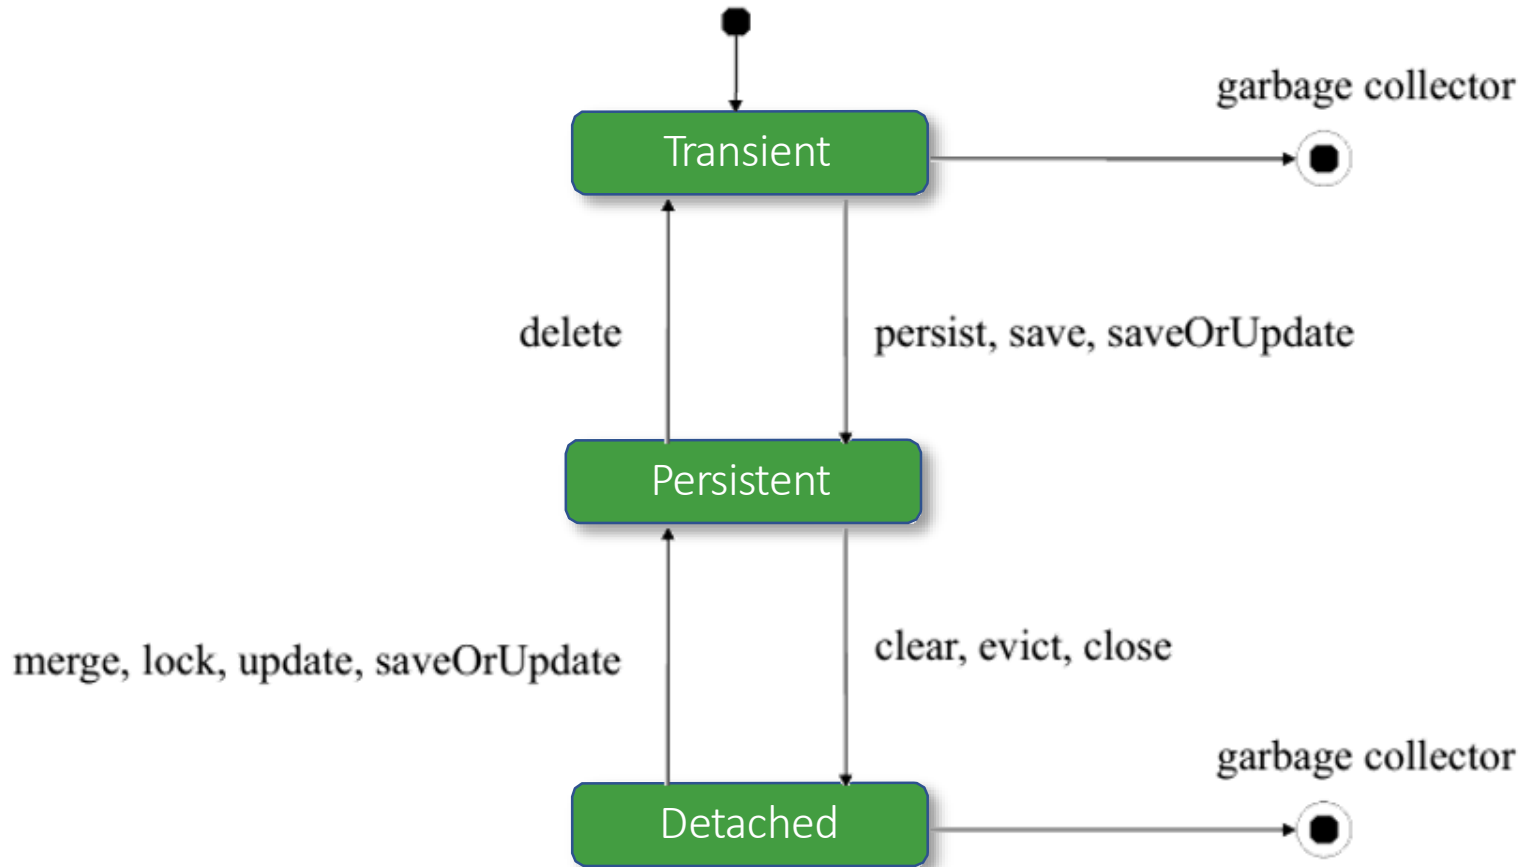 garbage collector
Transient
delete
persist, save, saveOrUpdate
Persistent
merge, lock, update, saveOrUpdate
clear, evict, close
garbage collector
Detached